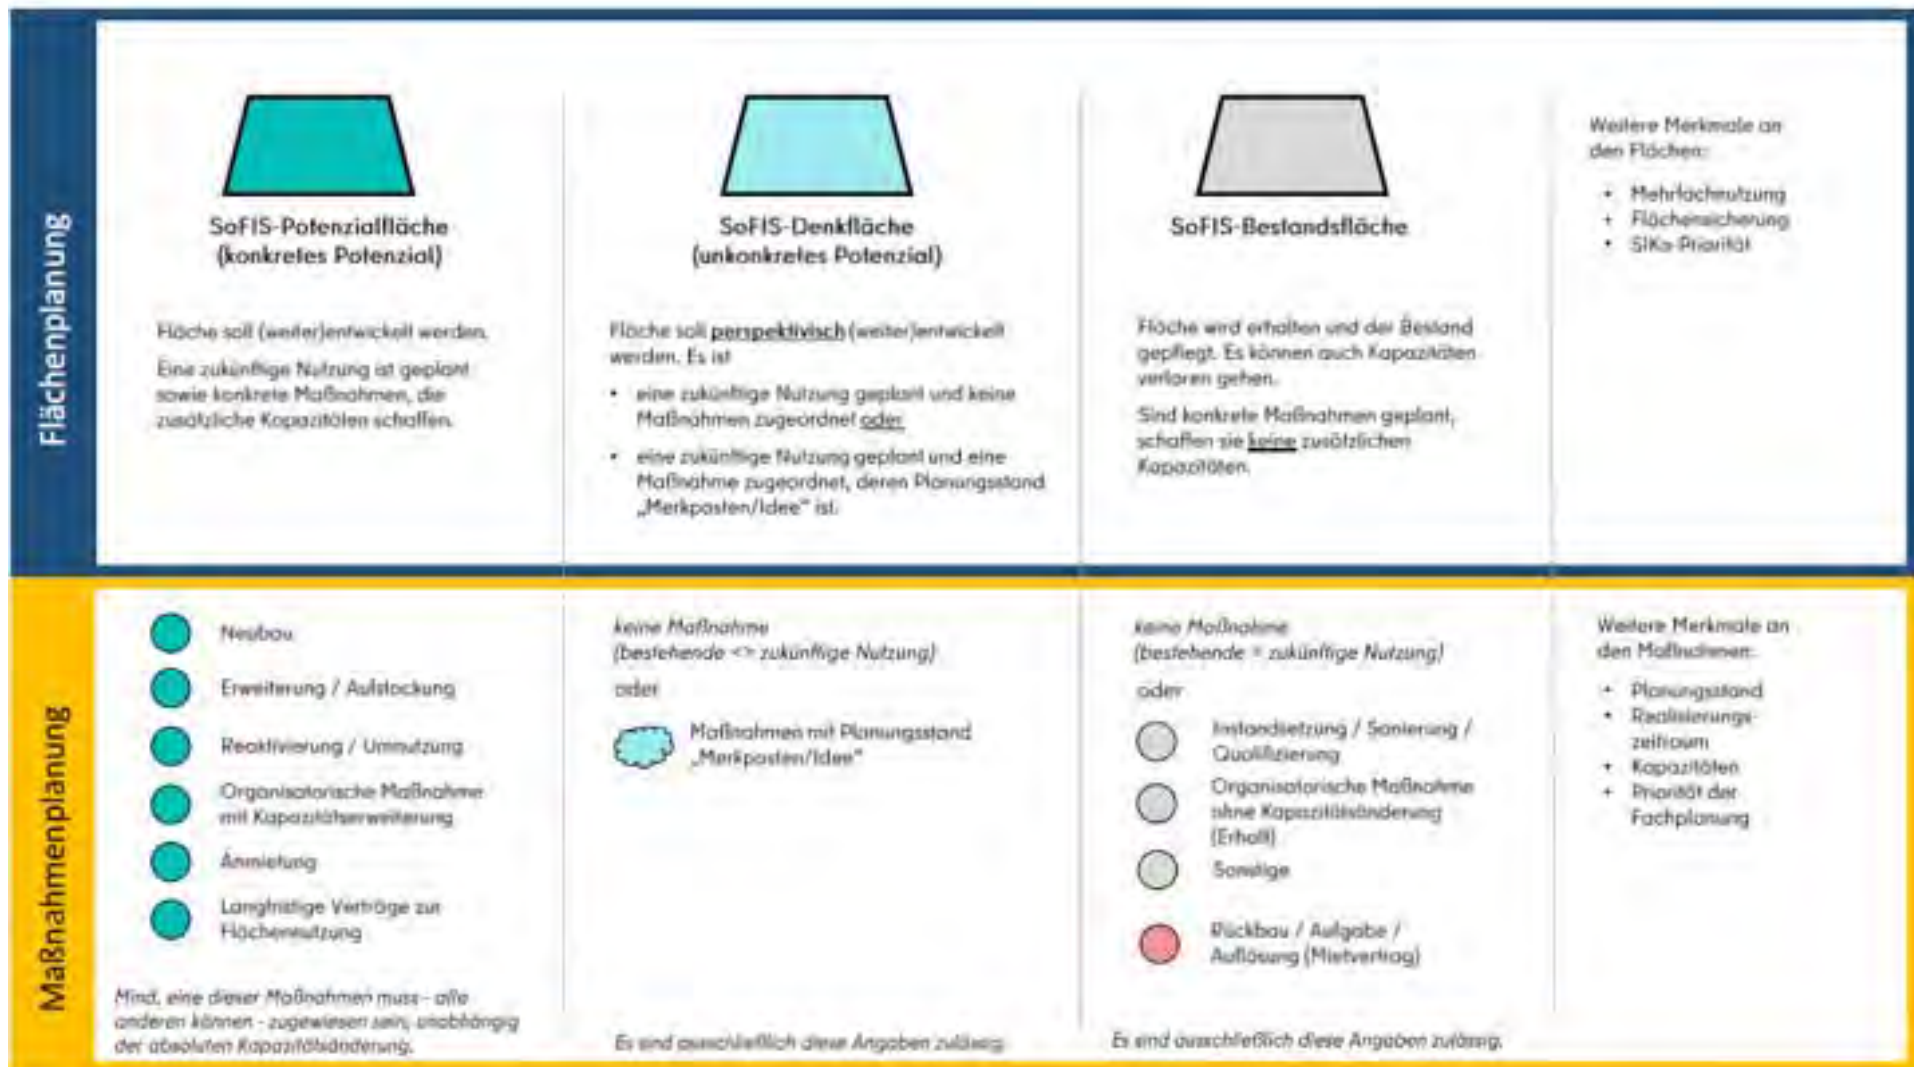 Flächenplanung
SoFIS-Potenzialfläche
(konkretes Potenzial)
Fläche soll (weiter)entwickelt werden.
Eine zukünftige Nutzung ist geplant
sowie konkrete Maßnahmen, die
zusätzliche Kapazitäten schaffen.
SoFIS-Denkfläche
(unkonkretes Potenzial)
Fläche soll perspektivisch (weiter)entwickelt
werden. Es ist
• eine zukünftige Nutzung geplant und keine
Maßnahmen zugeordnet oder
• eine zukünftige Nutzung geplant und eine
Maßnahme zugeordnet, deren Planungsstand
„Merkposten/Idee“ ist.
SoFIS-Bestandsfläche
Fläche wird erhalten und der Bestand
gepflegt. Es können auch Kapazitäten
verloren gehen.
Sind konkrete Maßnahmen geplant,
schaffen sie keine zusätzlichen
Kapazitäten.
Weitere Merkmale an
den Flächen:
• Mehrfachnutzung
• Flächensicherung
• SIKo-Priorität
Maßnahmenplanung
Neubau
Erweiterung / Aufstockung
Reaktivierung / Umnutzung
Organisatorische Maßnahme
mit Kapazitätserweiterung
Anmietung
Langfristige Verträge zur
Flächennutzung
Mind. eine dieser Maßnahmen muss - alle
anderen können - zugewiesen sein, unabhängig
der absoluten Kapazitätsänderung.
keine Maßnahme
(bestehende <> zukünftige Nutzung)
oder
Maßnahmen mit Planungsstand
„Merkposten/Idee“
Es sind ausschließlich diese Angaben zulässig.
keine Maßnahme
(bestehende = zukünftige Nutzung)
oder
Instandsetzung / Sanierung /
Qualifizierung
Organisatorische Maßnahme
ohne Kapazitätsänderung
(Erhalt)
Sonstige
Rückbau / Aufgabe /
Auflösung (Mietvertrag)
Es sind ausschließlich diese Angaben zulässig.
Weitere Merkmale an
den Maßnahmen:
• Planungsstand
• Realisierungs-
zeitraum
• Kapazitäten
• Priorität der
Fachplanung